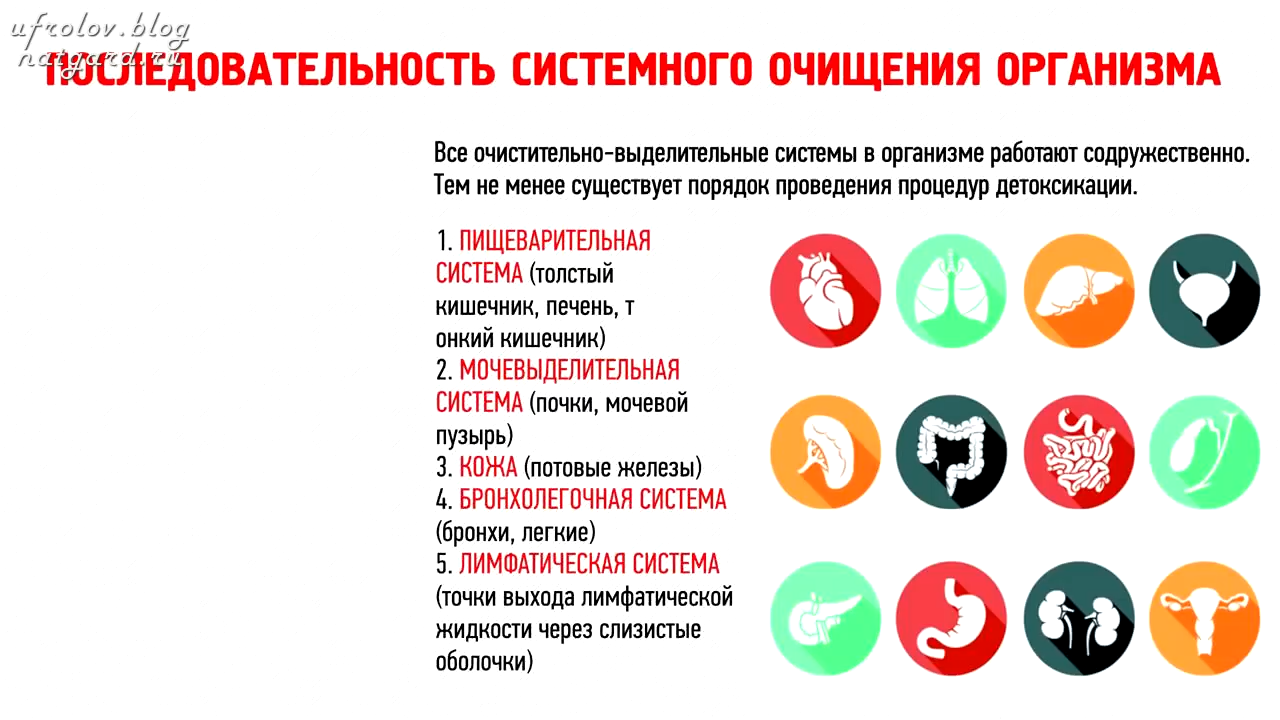 ufrolov.blog
natgard.ru
ПОСЛЕДОВАТЕЛЬНОСТЬ СИСТЕМНОГО ОЧИЩЕНИЯ ОРГАНИЗМА
Все очистительно-выделительные системы в организме работают содружественно.
Тем не менее существует порядок проведения процедур детоксикации.
1. ПИЩЕВАРИТЕЛЬНАЯ
СИСТЕМА (толстый
кишечник, печень, т
онкий кишечник)
2. МОЧЕВЫДЕЛИТЕЛЬНАЯ
СИСТЕМА (почки, мочевой
пузырь)
3. КОЖА (потовые железы)
4. БРОНХОЛЕГОЧНАЯ СИСТЕМА
(бронхи, легкие)
5. ЛИМФАТИЧЕСКАЯ СИСТЕМА
(точки выхода лимфатической
жидкости через слизистые
оболочки)